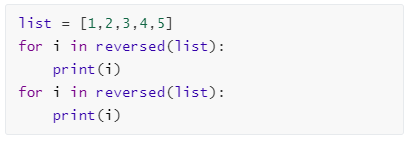 list = [1,2,3,4,5]
for i in reversed(list):
    print(i)
for i in reversed(list):
    print(i)